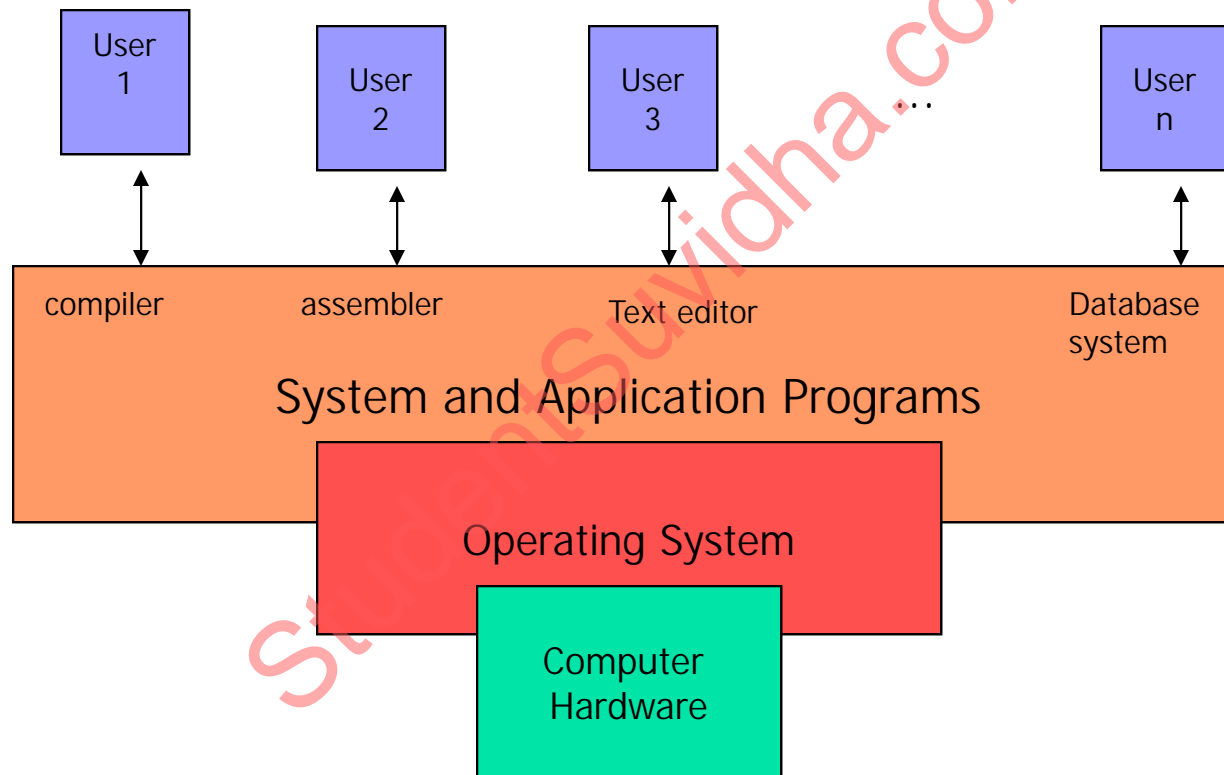 User
1
User
2
User
3
...
User
n
compiler
assembler
Text editor
Database
system
System and Application Programs
Operating System
Computer
Hardware
StudentSuvidha.com